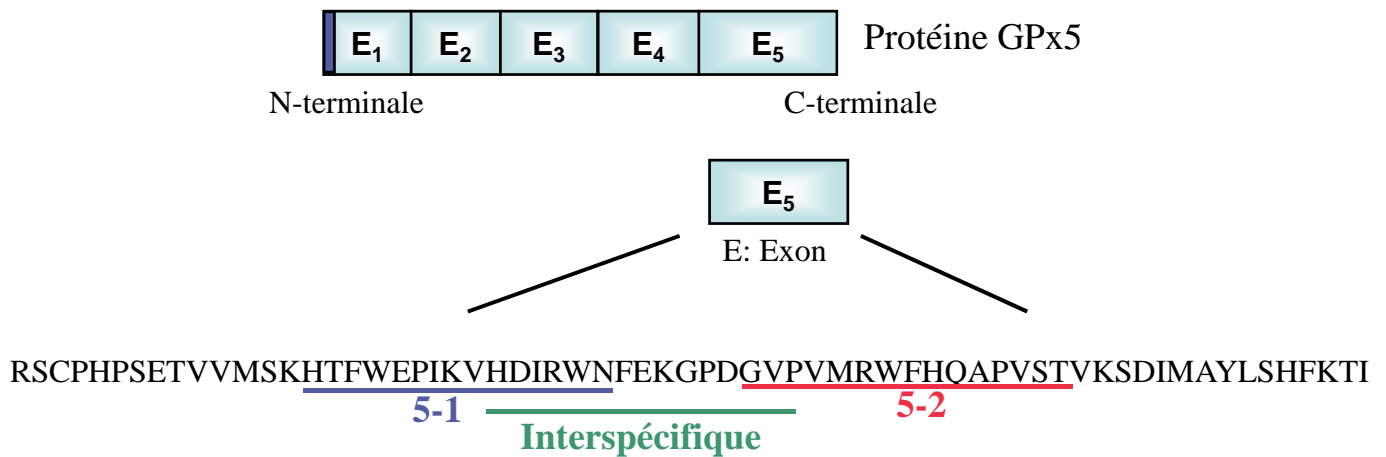 E1 E2 E3 E4 E5 Protéine GPx5
N-terminale C-terminale
E5
E: Exon
RSCPHPSETVVMSKHTFWEPIKVHDIRWNFEKGPDGVPVMRWFHQAPVSTVKSDIMAYLSHFKTI
5-1 5-2
Interspécifique